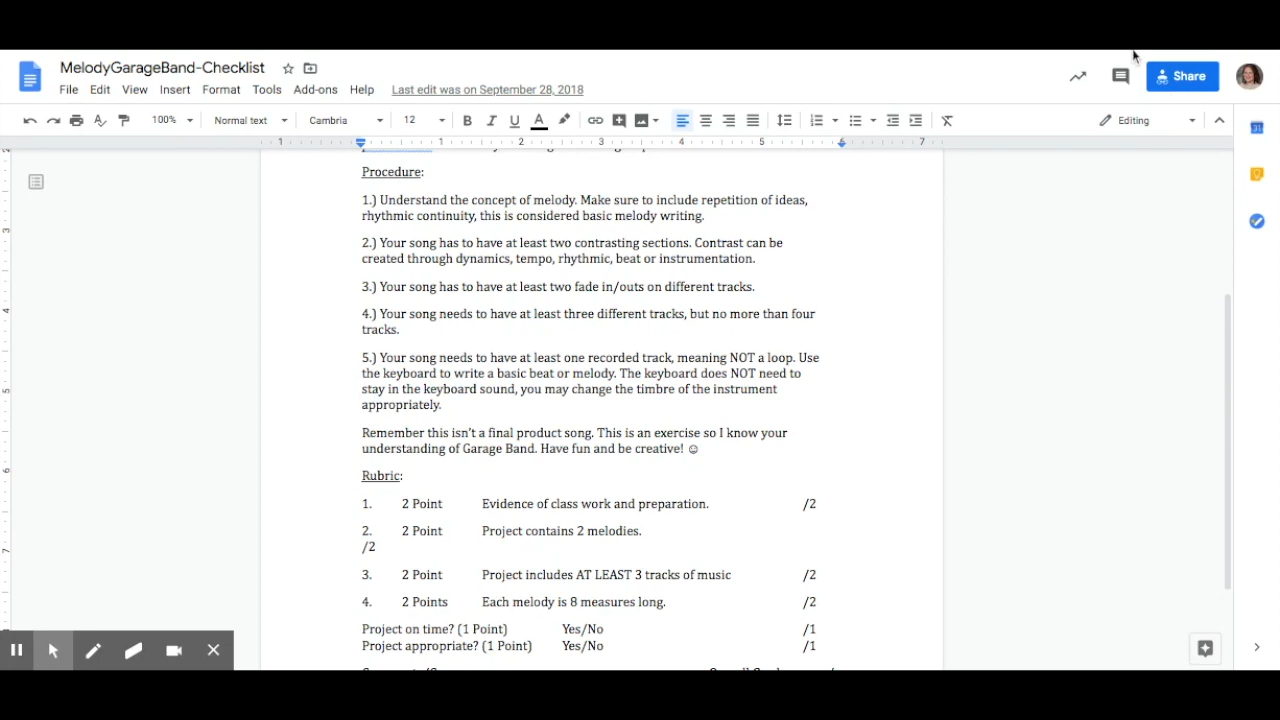 MelodyGarageBand-Checklist
File Edit View Insert Format Tools Add-ons Help Last edit was on September 28, 2018
Share
100% Normal text Cambria 12 B I U A Editing
1 1 2 3 4 5 6 7
Procedure:
1.) Understand the concept of melody. Make sure to include repetition of ideas,
rhythmic continuity, this is considered basic melody writing.
2.) Your song has to have at least two contrasting sections. Contrast can be
created through dynamics, tempo, rhythmic, beat or instrumentation.
3.) Your song has to have at least two fade in/outs on different tracks.
4.) Your song needs to have at least three different tracks, but no more than four
tracks.
5.) Your song needs to have at least one recorded track, meaning NOT a loop. Use
the keyboard to write a basic beat or melody. The keyboard does NOT need to
stay in the keyboard sound, you may change the timbre of the instrument
appropriately.
Remember this isn't a final product song. This is an exercise so I know your
understanding of Garage Band. Have fun and be creative! ☺
Rubric:
1. 2 Point Evidence of class work and preparation. /2
2. 2 Point Project contains 2 melodies.
/2
3. 2 Point Project includes AT LEAST 3 tracks of music /2
4. 2 Points Each melody is 8 measures long. /2
Project on time? (1 Point) Yes/No /1
Project appropriate? (1 Point) Yes/No /1